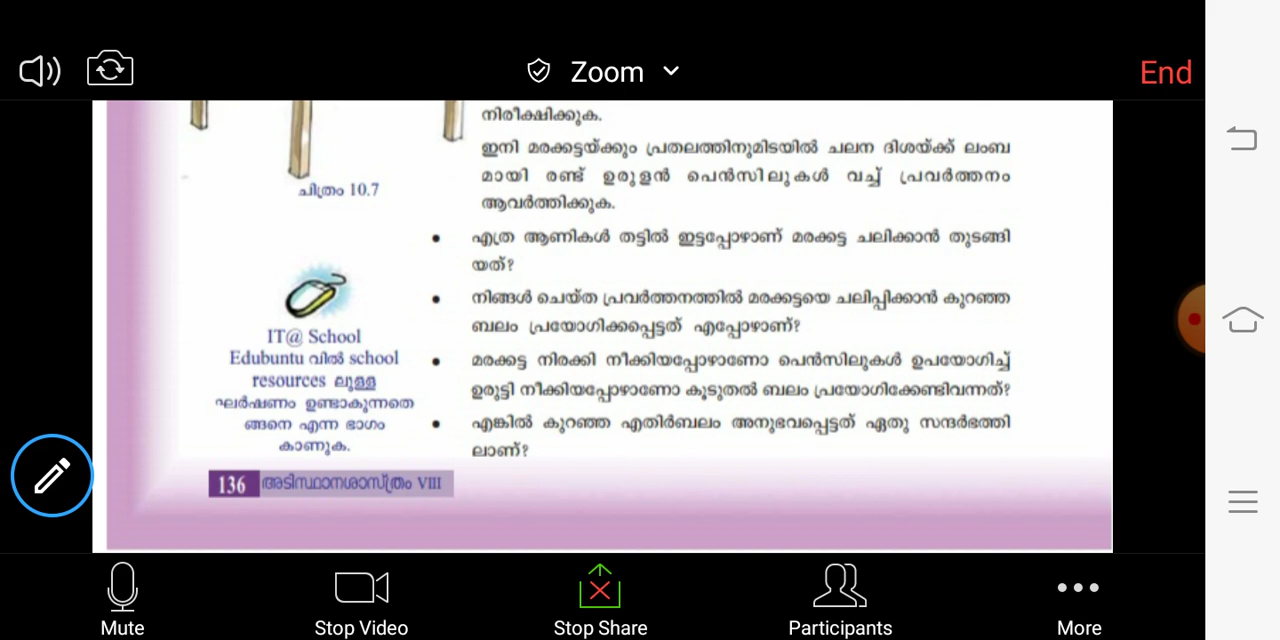 Zoom
End
നിരീക്ഷിക്കുക.
ഇനി മരക്കട്ടയ്ക്കും പ്രതലത്തിനുമിടയിൽ ചലന ദിശയ്ക്ക് ലംബ
മായി രണ്ട് ഉരുളൻ പെൻസിലുകൾ വച്ച് പ്രവർത്തനം
ആവർത്തിക്കുക.
ചിത്രം 10.7
• എത്ര ആണികൾ തട്ടിൽ ഇട്ടപ്പോഴാണ് മരക്കട്ട ചലിക്കാൻ തുടങ്ങി
യത്?
• നിങ്ങൾ ചെയ്ത പ്രവർത്തനത്തിൽ മരക്കട്ടയെ ചലിപ്പിക്കാൻ കുറഞ്ഞ
ബലം പ്രയോഗിക്കപ്പെട്ടത് എപ്പോഴാണ്?
• മരക്കട്ട നിരക്കി നീക്കിയപ്പോഴാണോ പെൻസിലുകൾ ഉപയോഗിച്ച്
ഉരുട്ടി നീക്കിയപ്പോഴാണോ കൂടുതൽ ബലം പ്രയോഗിക്കേണ്ടിവന്നത്?
• എങ്കിൽ കുറഞ്ഞ എതിർബലം അനുഭവപ്പെട്ടത് ഏതു സന്ദർഭത്തി
ലാണ്?
IT@ School
Edubuntu വിൽ school
resources ലുള്ള
ഘർഷണം ഉണ്ടാകുന്നതെ
ങ്ങനെ എന്ന ഭാഗം
കാണുക.
136 അടിസ്ഥാനശാസ്ത്രം VIII
Mute
Stop Video
Stop Share
Participants
More